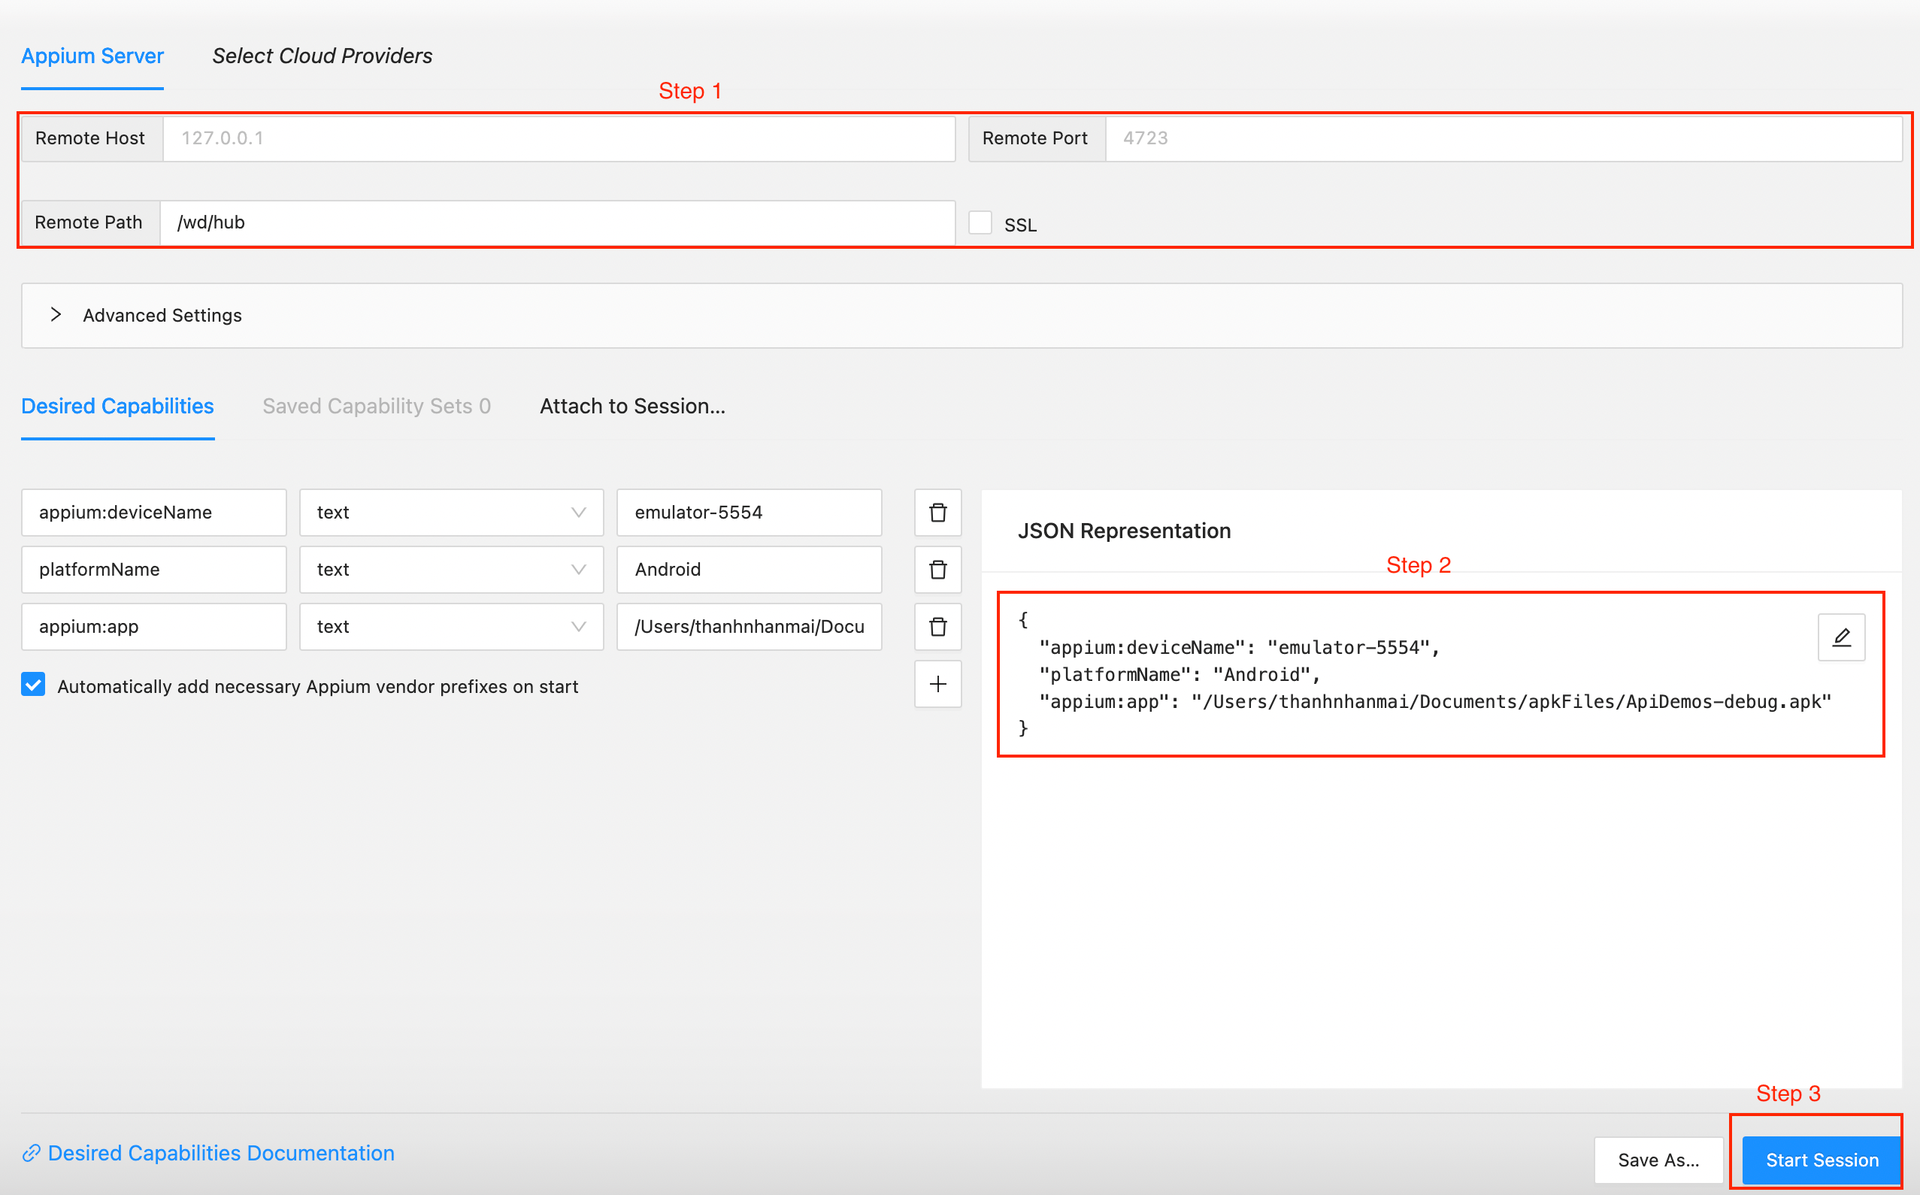 Appium Server Select Cloud Providers
Step 1
Remote Host 127.0.0.1 Remote Port 4723
Remote Path /wd/hub SSL
Advanced Settings
Desired Capabilities Saved Capability Sets 0 Attach to Session...
appium:deviceName text emulator-5554
platformName text Android
appium:app text /Users/thanhnhanmai/Docu
Automatically add necessary Appium vendor prefixes on start
JSON Representation
Step 2
{
"appium:deviceName": "emulator-5554",
"platformName": "Android",
"appium:app": "/Users/thanhnhanmai/Documents/apkFiles/ApiDemos-debug.apk"
}
Step 3
Desired Capabilities Documentation
Save As...
Start Session